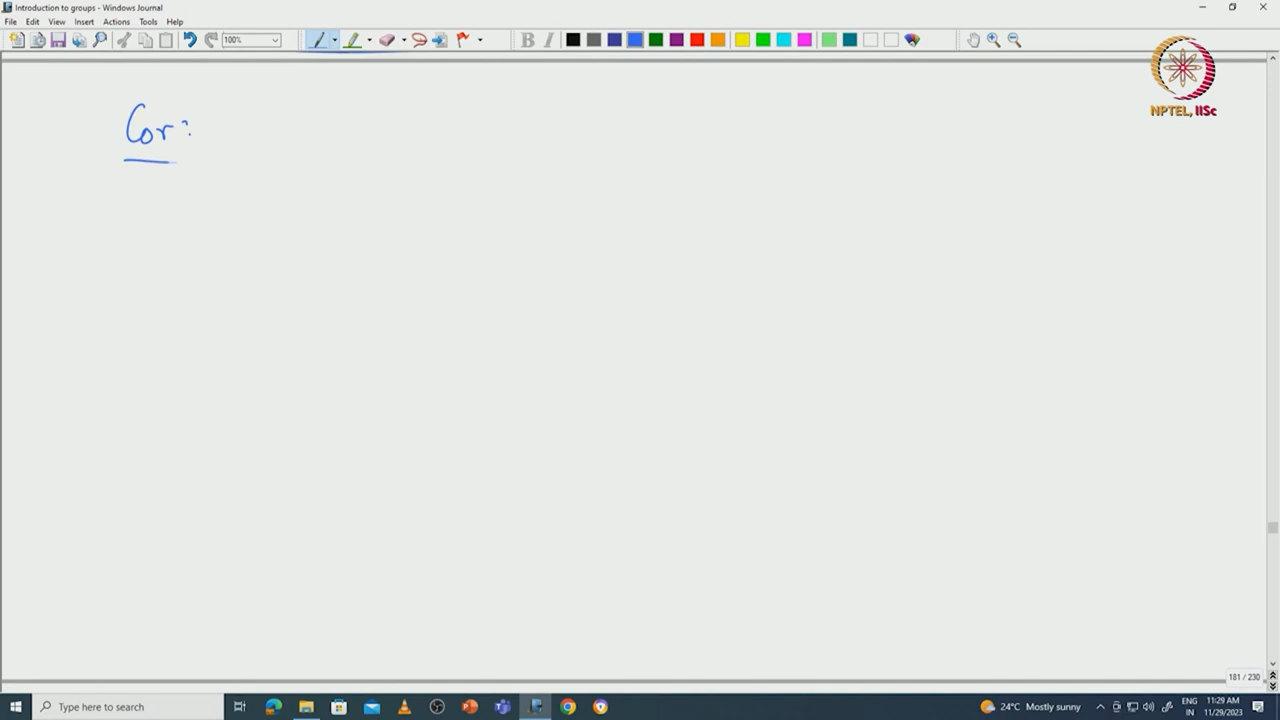 Introduction to groups - Windows Journal
File Edit View Insert Actions Tools Help
100%
B I
NPTEL, IISc
Cor:
181 / 230
Type here to search
24°C Mostly sunny
ENG
IN
11:29 AM
11/29/2023